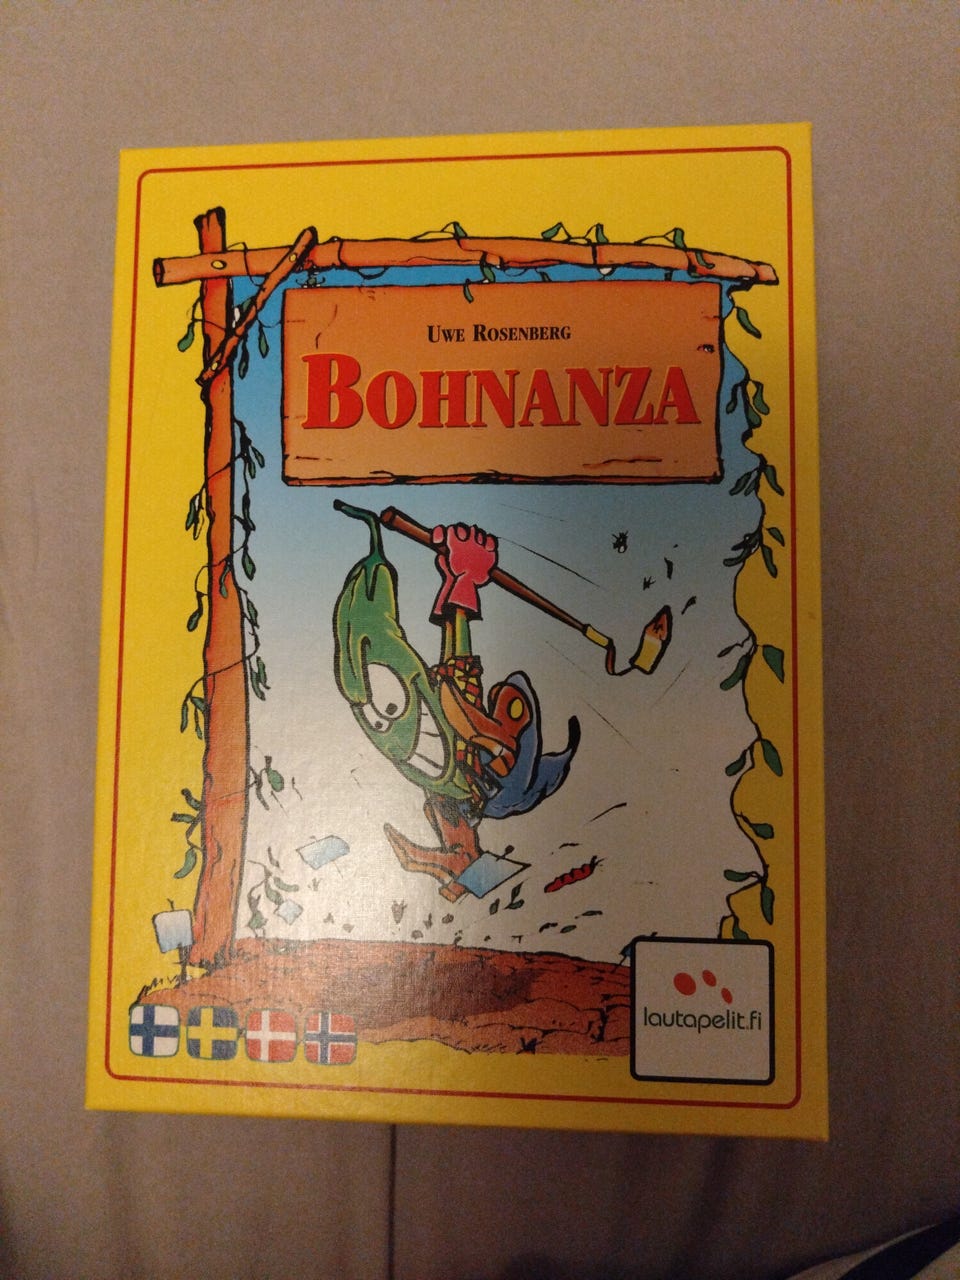 Uwe Rosenberg
BOHNANZA
lautapelit.fi